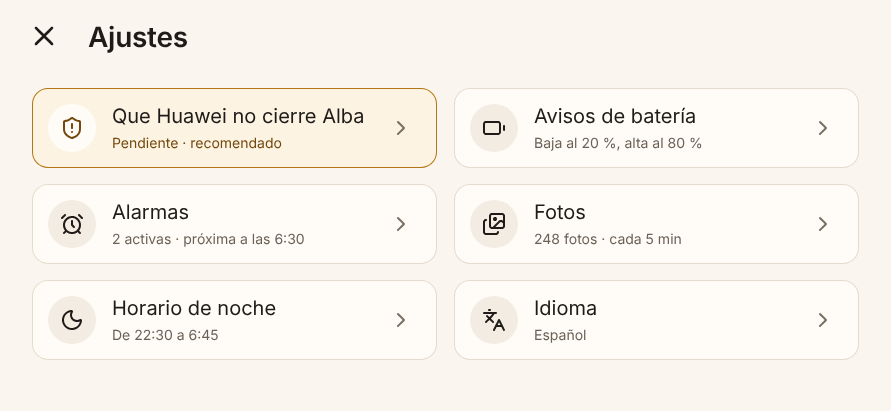 Ajustes
Que Huawei no cierre Alba
Pendiente · recomendado
Avisos de batería
Baja al 20 %, alta al 80 %
Alarmas
2 activas · próxima a las 6:30
Fotos
248 fotos · cada 5 min
Horario de noche
De 22:30 a 6:45
Idioma
Español